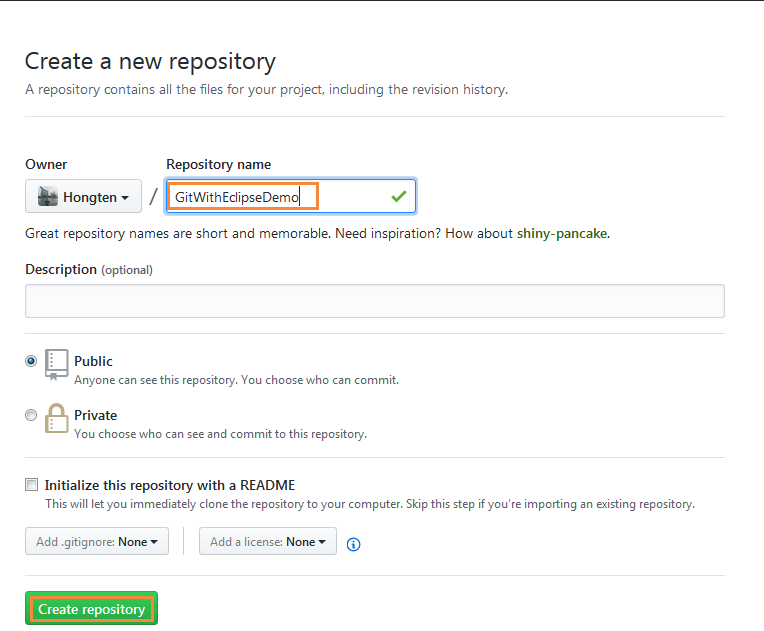 Create a new repository
A repository contains all the files for your project, including the revision history.
Owner
Repository name
Hongten
/
GitWithEclipseDemo
Great repository names are short and memorable. Need inspiration? How about shiny-pancake.
Description (optional)
Public
Anyone can see this repository. You choose who can commit.
Private
You choose who can see and commit to this repository.
Initialize this repository with a README
This will let you immediately clone the repository to your computer. Skip this step if you're importing an existing repository.
Add .gitignore: None
Add a license: None
Create repository